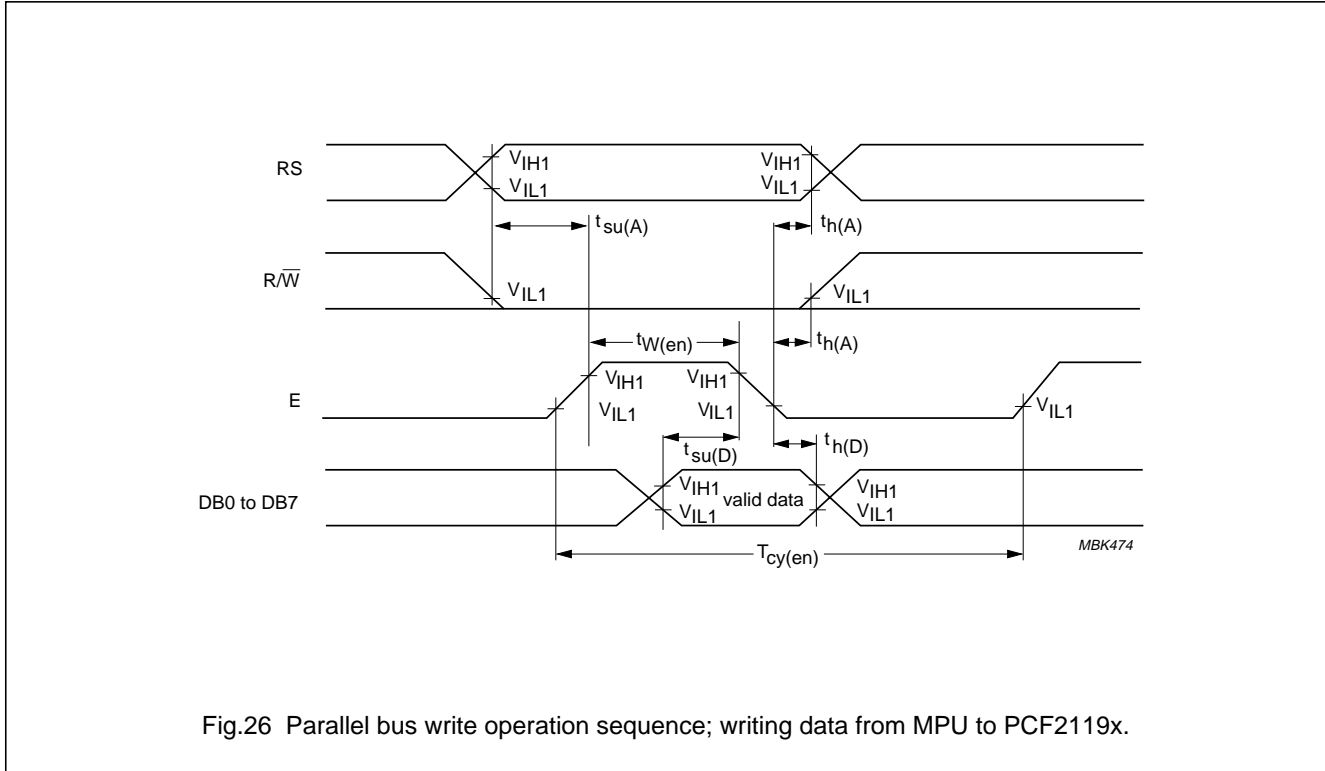 RS
VIH1
VIH1
VIL1
VIL1
tsu(A)
th(A)
R/W̅
VIL1
VIL1
tW(en)
th(A)
E
VIH1
VIH1
VIL1
VIL1
VIL1
tsu(D)
th(D)
DB0 to DB7
VIH1
valid data
VIH1
VIL1
VIL1
Tcy(en)
MBK474
Fig.26 Parallel bus write operation sequence; writing data from MPU to PCF2119x.